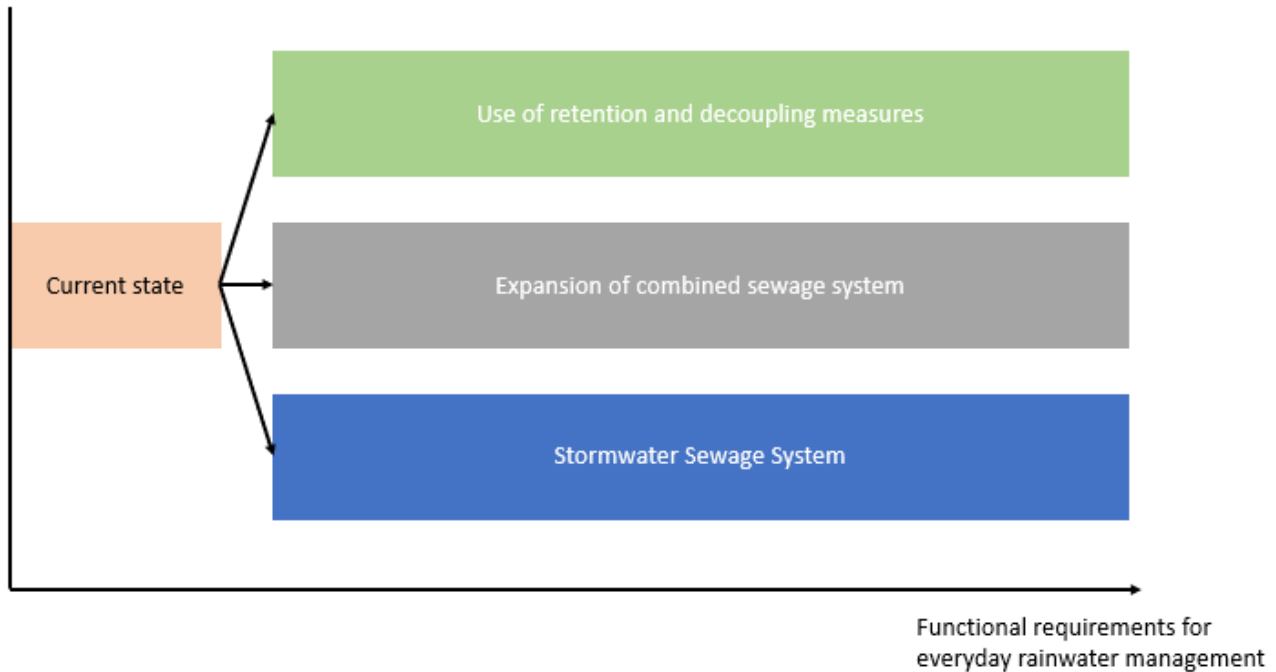 Use of retention and decoupling measures
Current state
Expansion of combined sewage system
Stormwater Sewage System
Functional requirements for
everyday rainwater management